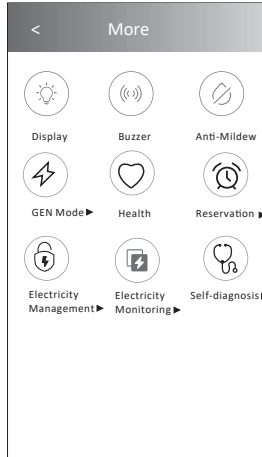 < More
Display Buzzer Anti-Mildew
GEN Mode▶ Health Reservation ▶
Electricity Electricity Self-diagnosis▶
Management▶ Monitoring▶